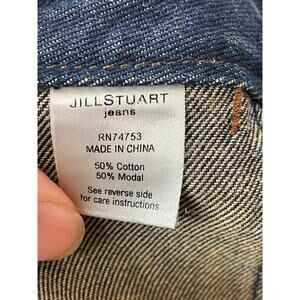 JILLSTUART
jeans
RN74753
MADE IN CHINA
50% Cotton
50% Modal
See reverse side
for care instructions